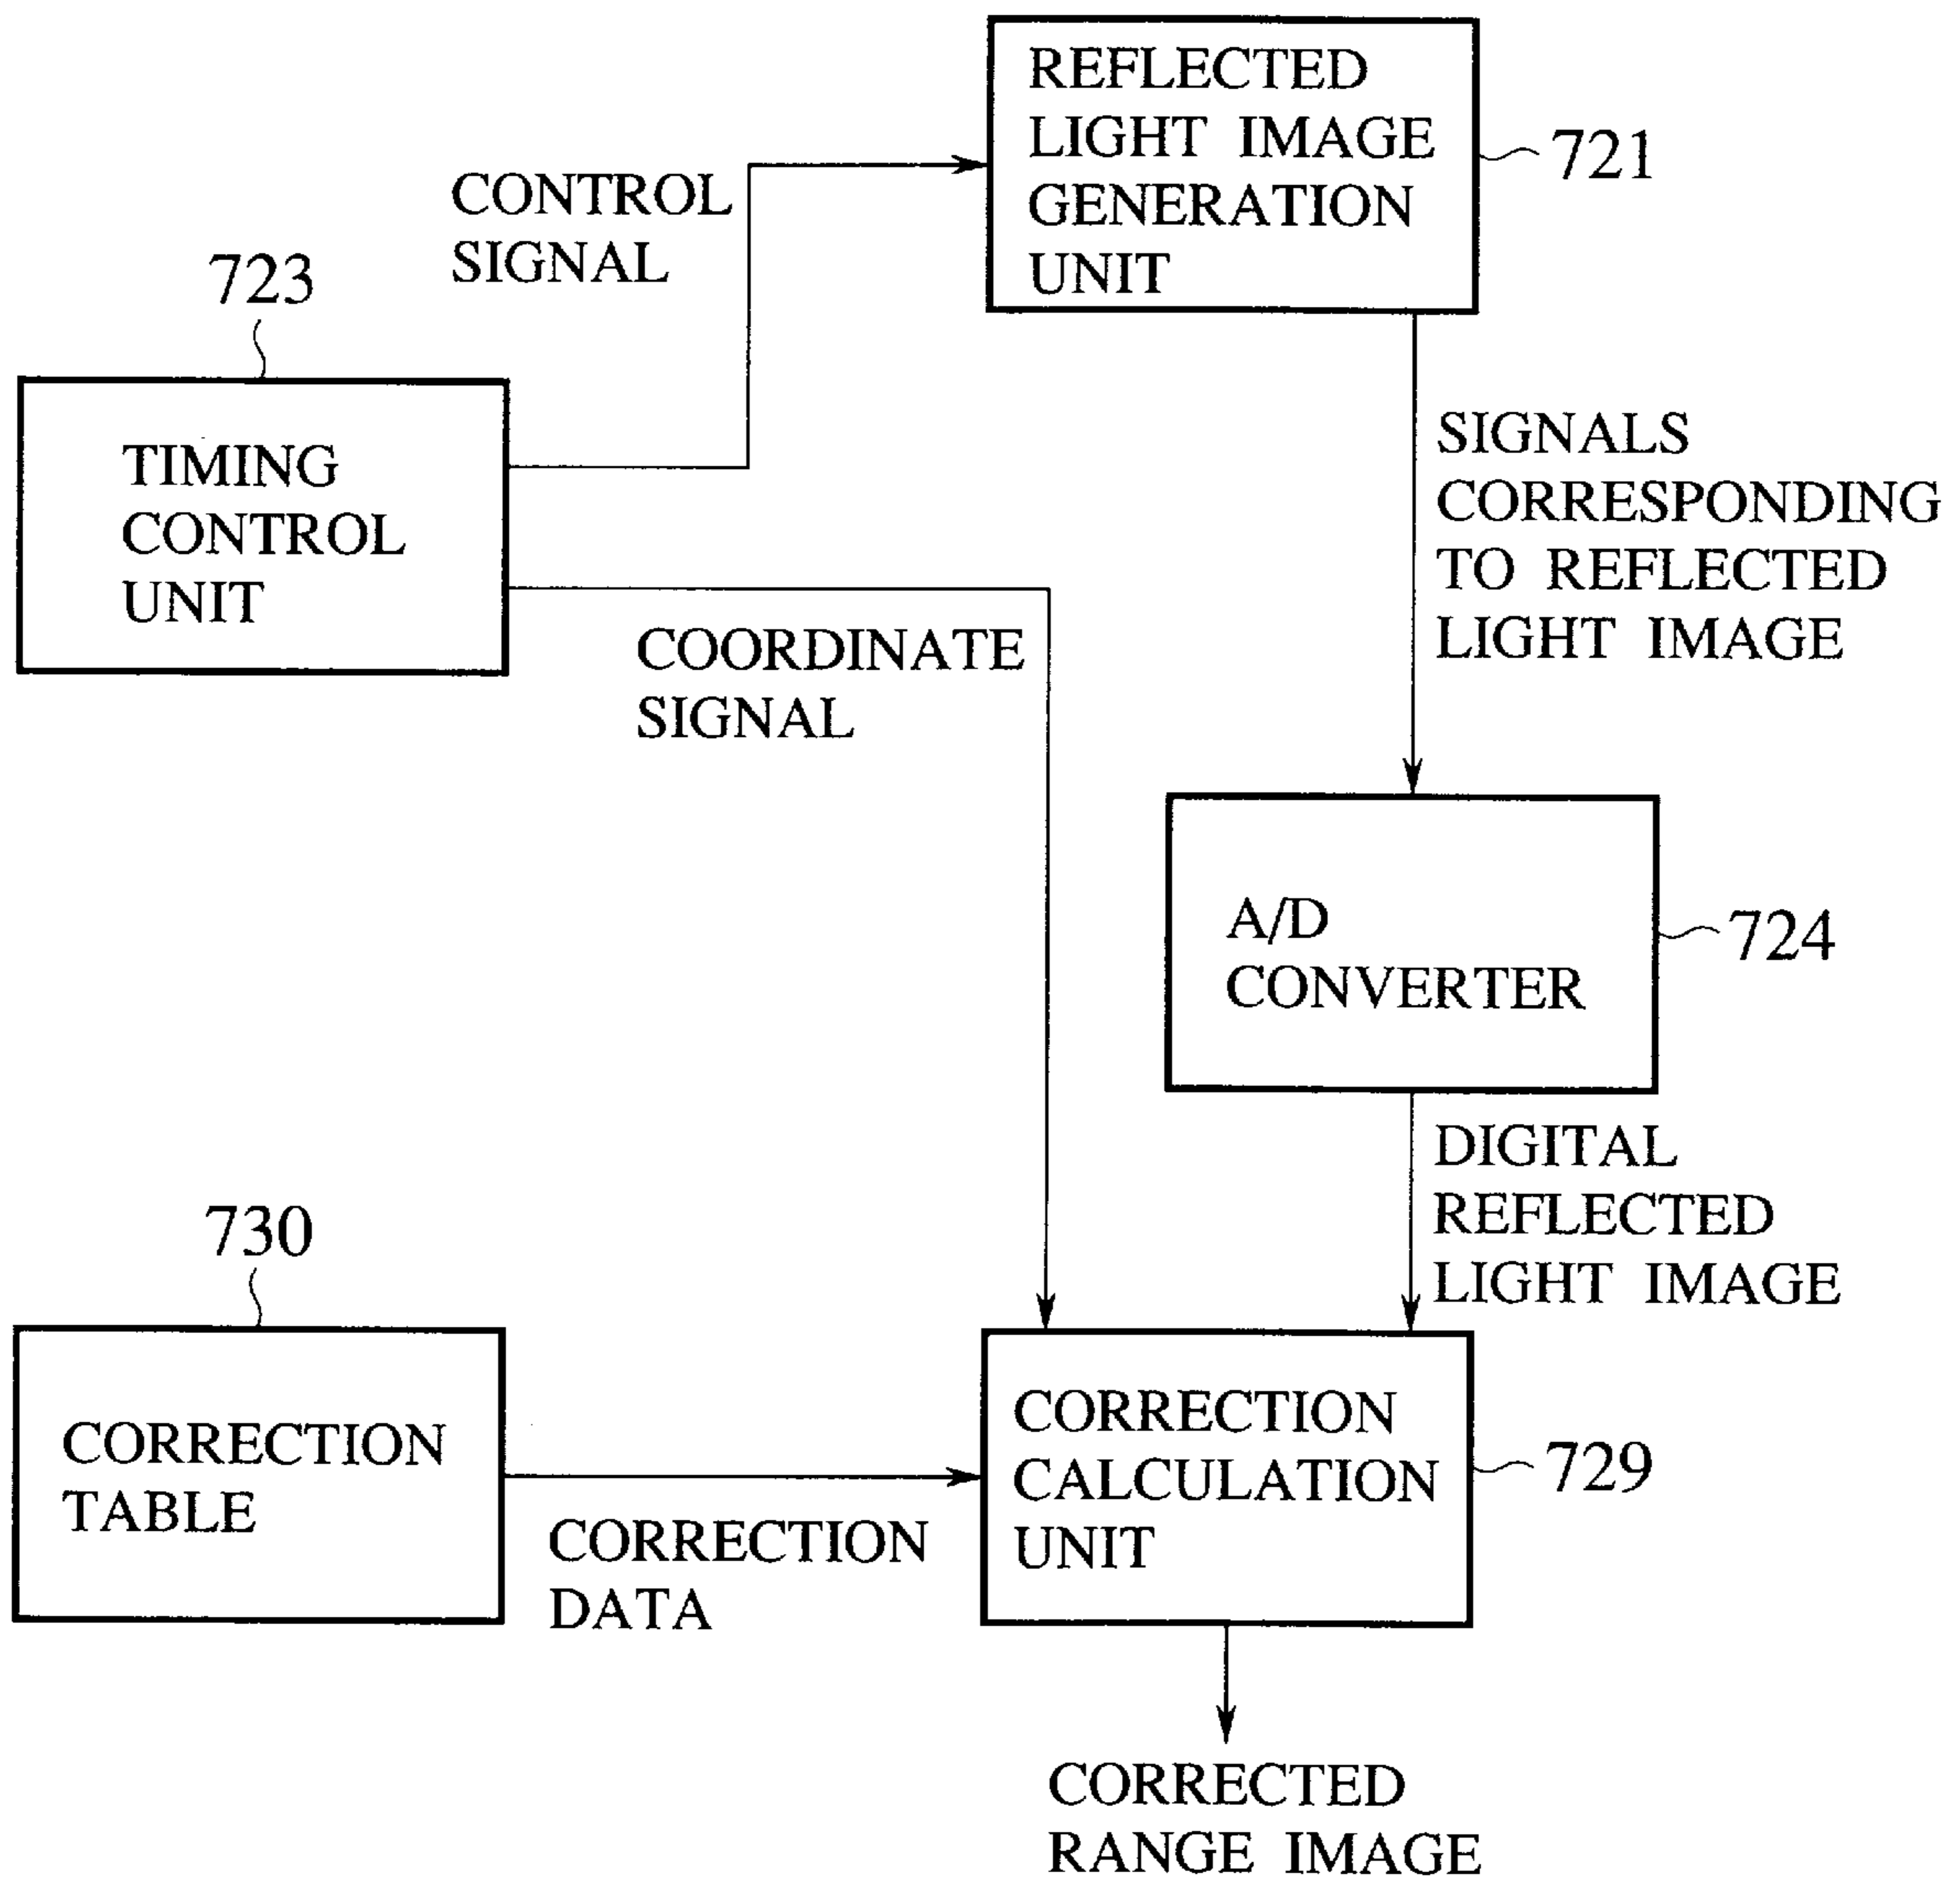 REFLECTED
LIGHT IMAGE
GENERATION
UNIT
721
CONTROL
SIGNAL
723
TIMING
CONTROL
UNIT
COORDINATE
SIGNAL
SIGNALS
CORRESPONDING
TO REFLECTED
LIGHT IMAGE
A/D
CONVERTER
724
DIGITAL
REFLECTED
LIGHT IMAGE
730
CORRECTION
TABLE
CORRECTION
DATA
CORRECTION
CALCULATION
UNIT
729
CORRECTED
RANGE IMAGE